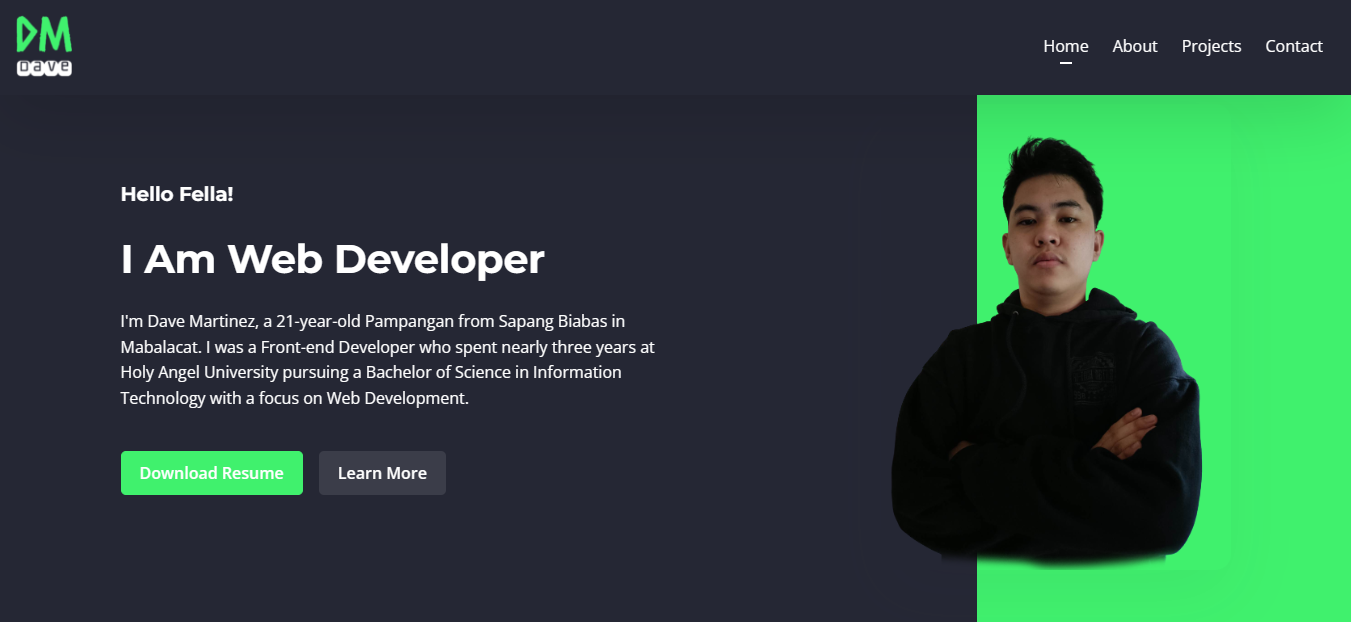 DM
Dave
Home About Projects Contact
Hello Fella!
I Am Web Developer
I'm Dave Martinez, a 21-year-old Pampangan from Sapang Biabas in
Mabalacat. I was a Front-end Developer who spent nearly three years at
Holy Angel University pursuing a Bachelor of Science in Information
Technology with a focus on Web Development.
Download Resume Learn More